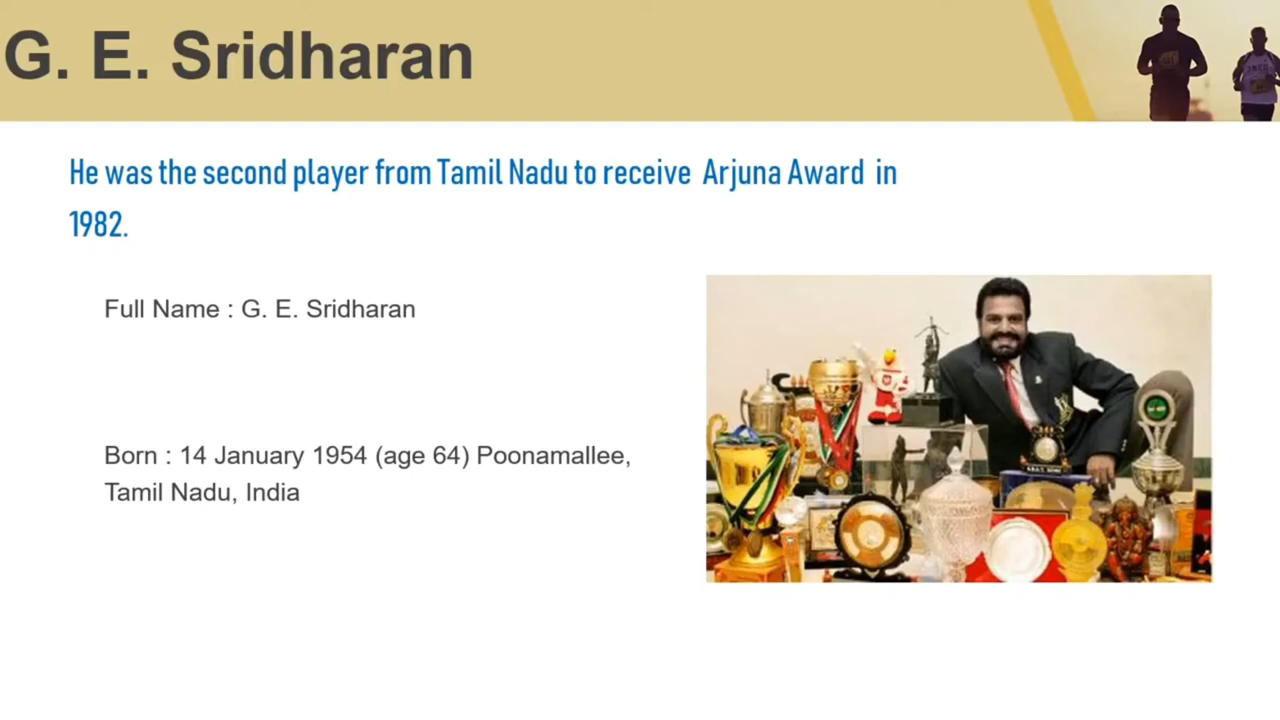 G. E. Sridharan
He was the second player from Tamil Nadu to receive Arjuna Award in
1982.
Full Name : G. E. Sridharan
Born : 14 January 1954 (age 64) Poonamallee,
Tamil Nadu, India